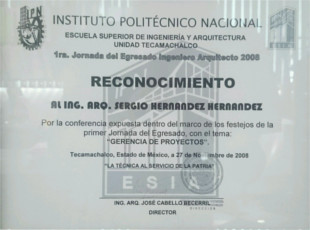 INSTITUTO POLITÉCNICO NACIONAL
ESCUELA SUPERIOR DE INGENIERÍA Y ARQUITECTURA
UNIDAD TECAMACHALCO
1ra. Jornada del Egresado Ingeniero Arquitecto 2008
RECONOCIMIENTO
AL ING. ARQ. SERGIO HERNANDEZ HERNANDEZ
Por la conferencia expuesta dentro del marco de los festejos de la
primer Jornada del Egresado, con el tema:
"GERENCIA DE PROYECTOS".
Tecamachalco, Estado de México, a 27 de de 2008
"LA TÉCNICA AL SERVICIO DE LA PATRIA"
ESIA
ING. ARQ. JOSÉ CABELLO BECERRIL
DIRECTOR